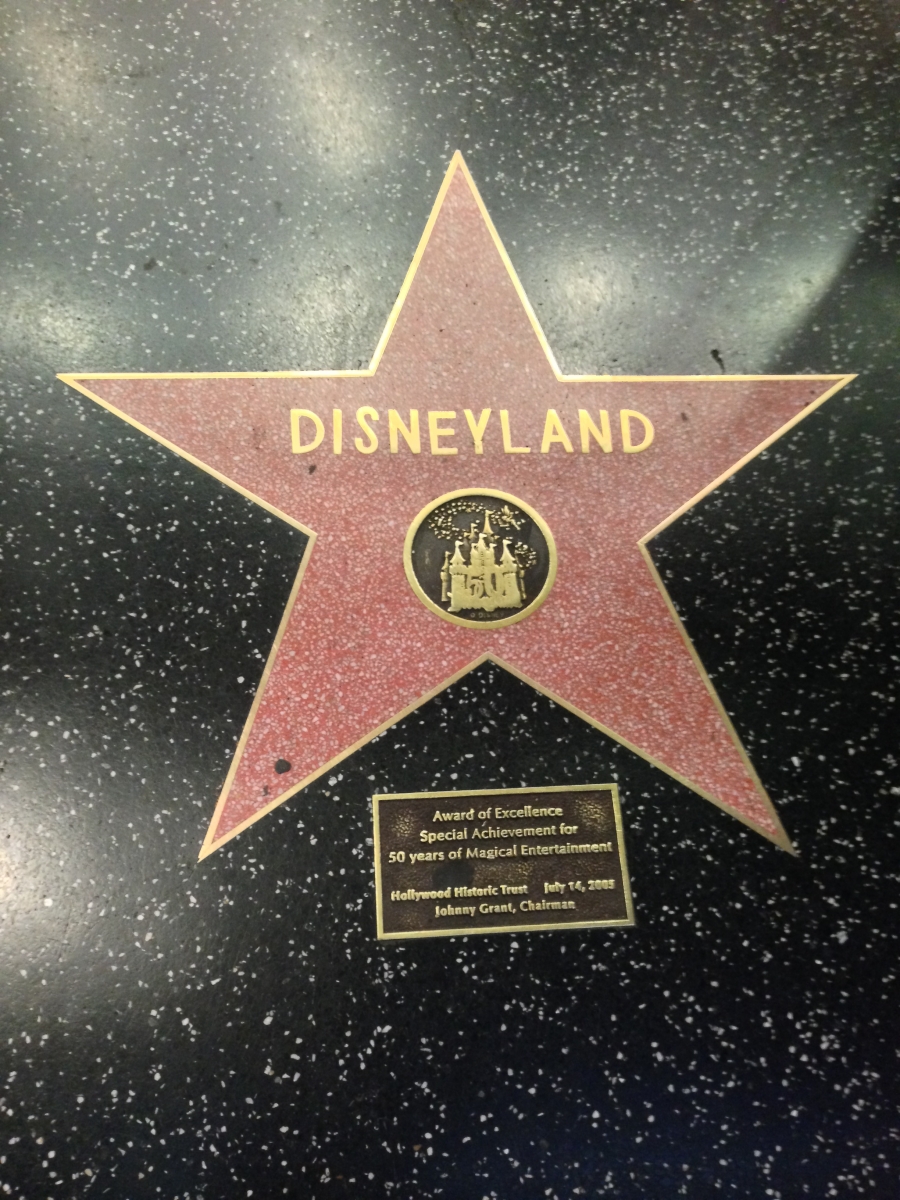 DISNEYLAND
50
Award of Excellence
Special Achievement for
50 years of Magical Entertainment
Hollywood Historic Trust July 14, 2005
Johnny Grant, Chairman